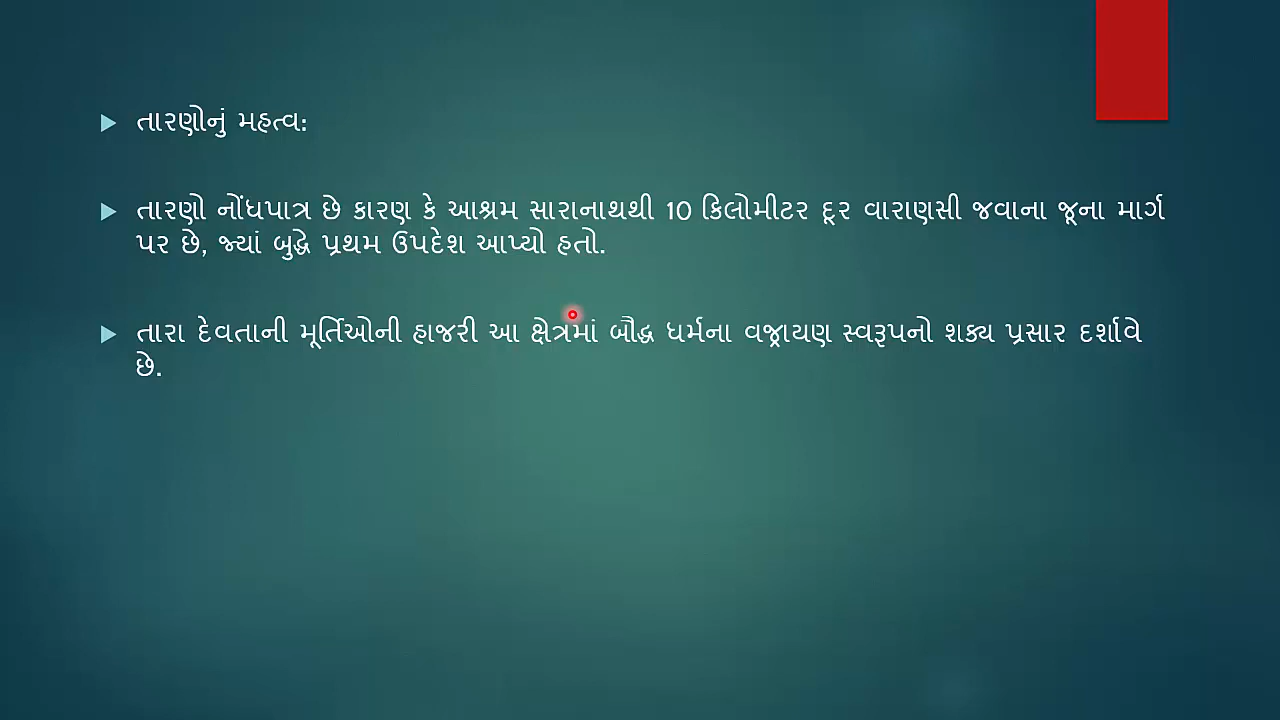 તારણોનું મહત્વ:
તારણો નોંધપાત્ર છે કારણ કે આશ્રમ સારાનાથથી 10 કિલોમીટર દૂર વારાણસી જવાના જૂના માર્ગ
પર છે, જ્યાં બુદ્ધે પ્રથમ ઉપદેશ આપ્યો હતો.
તારા દેવતાની મૂર્તિઓની હાજરી આ ક્ષેત્રમાં બૌદ્ધ ધર્મના વજ્રાયણ સ્વરૂપનો શક્ય પ્રસાર દર્શાવે
છે.